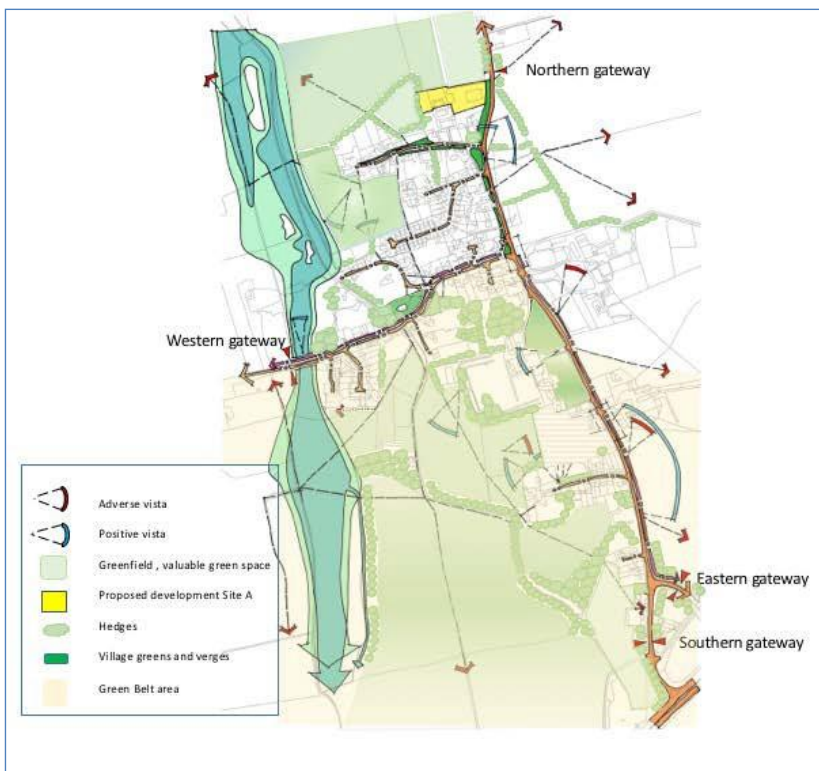 Northern gateway
Western gateway
Adverse vista
Positive vista
Greenfield , valuable green space
Proposed development Site A
Hedges
Village greens and verges
Green Belt area
Eastern gateway
Southern gateway